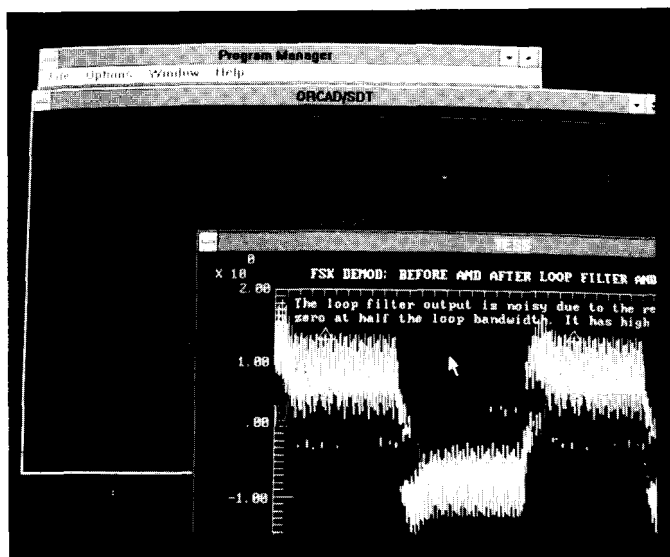 Program Manager
File Options Window Help
ORCAD/SDT
TESS
0
X 10 FSK DEMOD: BEFORE AND AFTER LOOP FILTER AND
2.00
The loop filter output is noisy due to the re
zero at half the loop bandwidth. It has high
1.00
.00
-1.00